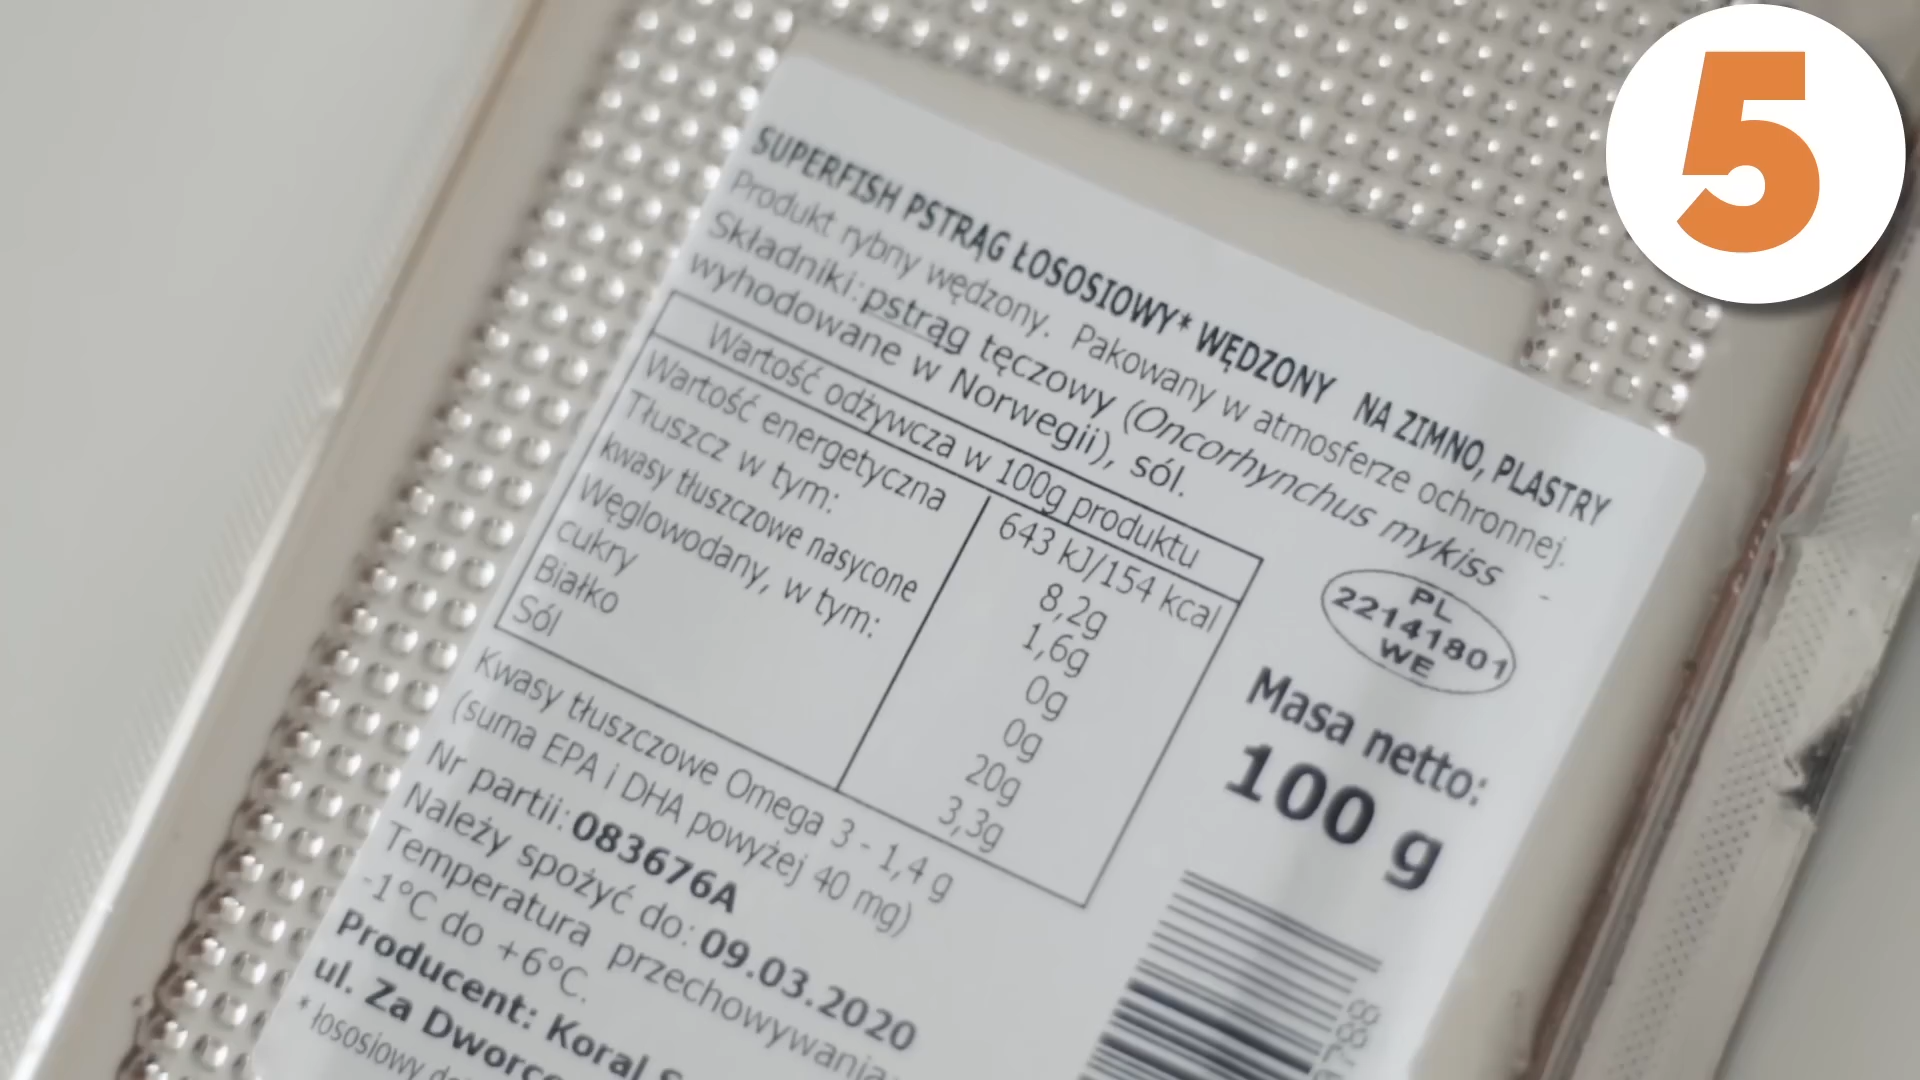 5
SUPERFISH PSTRĄG ŁOSOSIOWY* WĘDZONY NA ZIMNO, PLASTRY
Produkt rybny wędzony. Pakowany w atmosferze ochronnej.
Składniki: pstrąg tęczowy (Oncorhynchus mykiss -
wyhodowane w Norwegii), sól.
Wartość odżywcza w 100g produktu
Wartość energetyczna 643 kJ/154 kcal
Tłuszcz w tym: 8,2g
kwasy tłuszczowe nasycone 1,6g
Węglowodany, w tym: 0g
cukry 0g
Białko 20g
Sól 3,3g
Kwasy tłuszczowe Omega 3 - 1,4 g
(suma EPA i DHA powyżej 40 mg)
Nr partii: 083676A
Należy spożyć do: 09.03.2020
Temperatura przechowywania:
-1°C do +6°C.
Producent: Koral
ul. Za Dworce
* łososiowy
PL
22141801
WE
Masa netto:
100 g